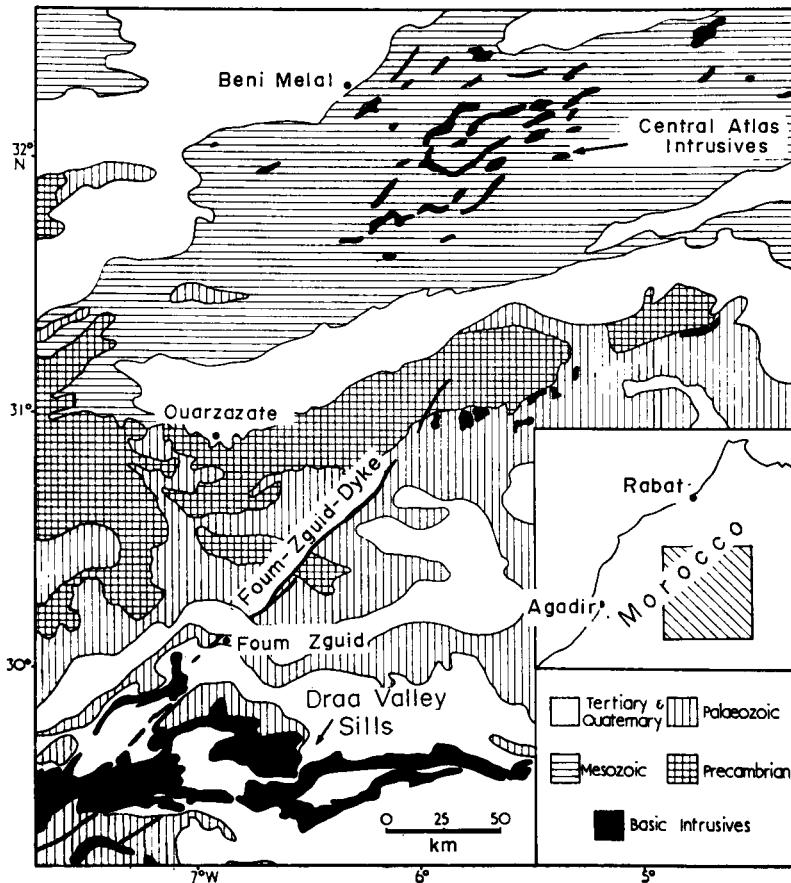 Beni Melal
Central Atlas
Intrusives
32°
N
31°
Ouarzazate
Foum-Zguid-Dyke
Rabat
Morocco
Agadir
Foum Zguid
30°
Draa Valley
Sills
Tertiary &
Quaternary
Palaeozoic
Mesozoic
Precambrian
Basic Intrusives
0 25 50
km
7°W
6°
5°